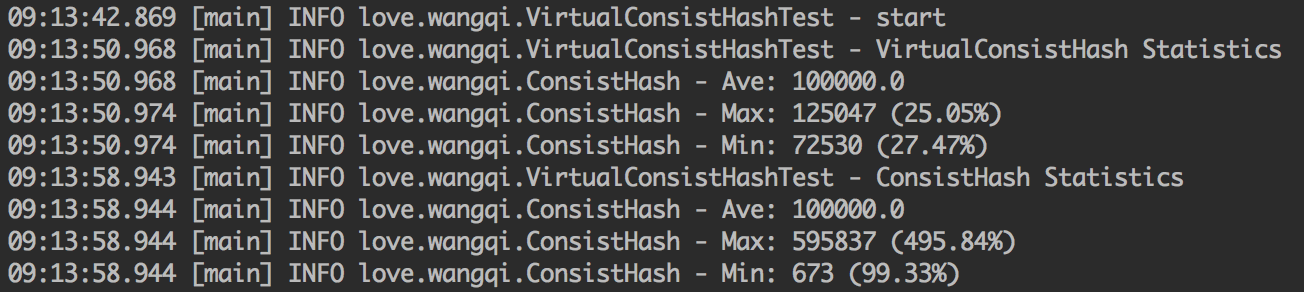 09:13:42.869 [main] INFO love.wangqi.VirtualConsistHashTest - start
09:13:50.968 [main] INFO love.wangqi.VirtualConsistHashTest - VirtualConsistHash Statistics
09:13:50.968 [main] INFO love.wangqi.ConsistHash - Ave: 100000.0
09:13:50.974 [main] INFO love.wangqi.ConsistHash - Max: 125047 (25.05%)
09:13:50.974 [main] INFO love.wangqi.ConsistHash - Min: 72530 (27.47%)
09:13:58.943 [main] INFO love.wangqi.VirtualConsistHashTest - ConsistHash Statistics
09:13:58.944 [main] INFO love.wangqi.ConsistHash - Ave: 100000.0
09:13:58.944 [main] INFO love.wangqi.ConsistHash - Max: 595837 (495.84%)
09:13:58.944 [main] INFO love.wangqi.ConsistHash - Min: 673 (99.33%)